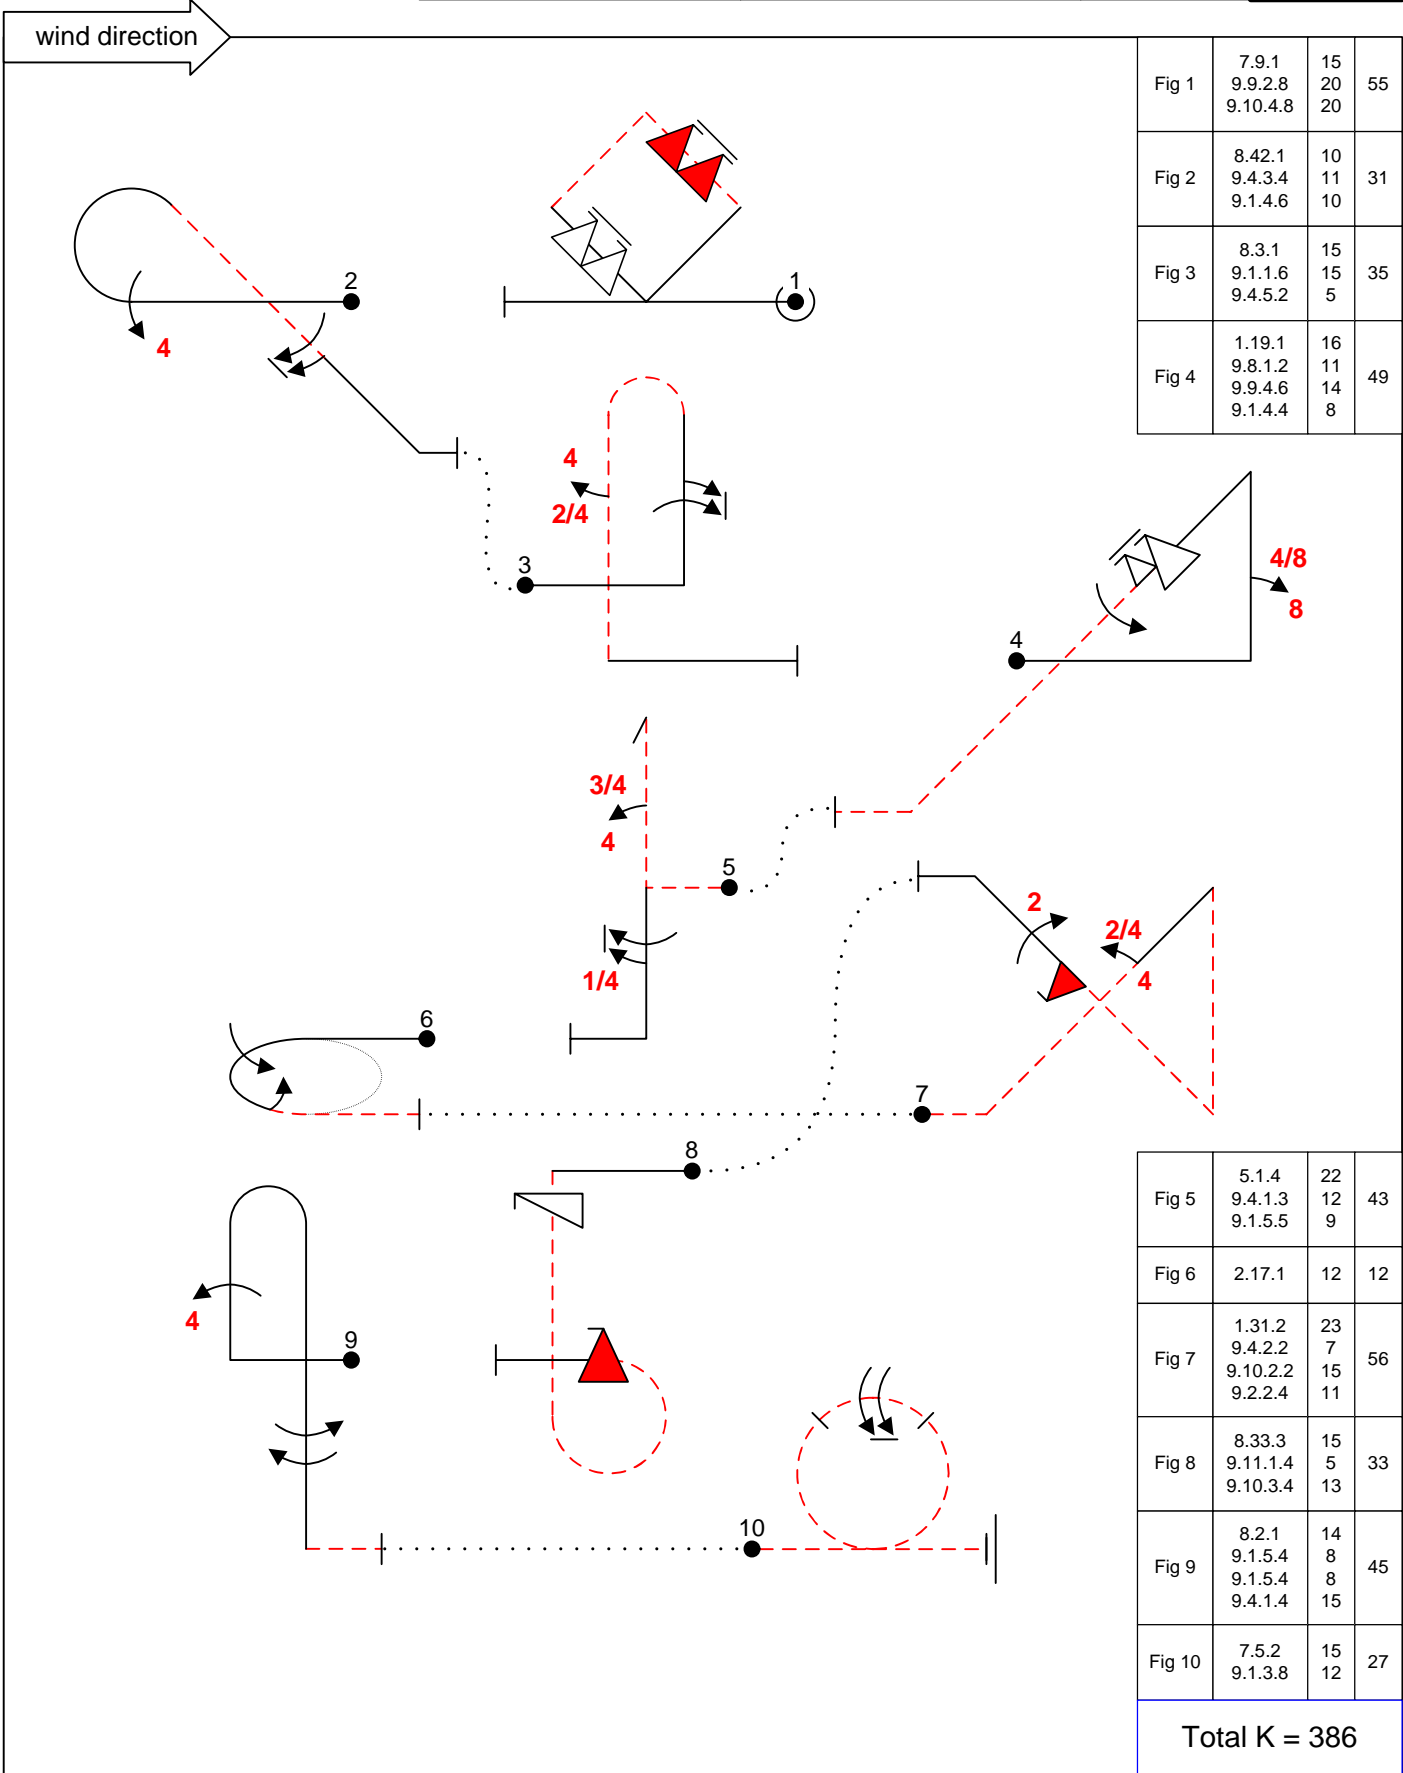 wind direction
Fig 1
7.9.1 15
9.9.2.8 20 55
9.10.4.8 20
Fig 2
8.42.1 10
9.4.3.4 11 31
9.1.4.6 10
Fig 3
8.3.1 15
9.1.1.6 15 35
9.4.5.2 5
Fig 4
1.19.1 16
9.8.1.2 11
9.9.4.6 14 49
9.1.4.4 8
1
2
4
4
2/4
3
4/8
8
4
3/4
4
5
1/4
2
2/4
4
6
7
8
4
9
10
Fig 5
5.1.4 22
9.4.1.3 12 43
9.1.5.5 9
Fig 6 2.17.1 12 12
Fig 7
1.31.2 23
9.4.2.2 7
9.10.2.2 15 56
9.2.2.4 11
Fig 8
8.33.3 15
9.11.1.4 5 33
9.10.3.4 13
Fig 9
8.2.1 14
9.1.5.4 8
9.1.5.4 8 45
9.4.1.4 15
Fig 10
7.5.2 15
9.1.3.8 12 27
Total K = 386